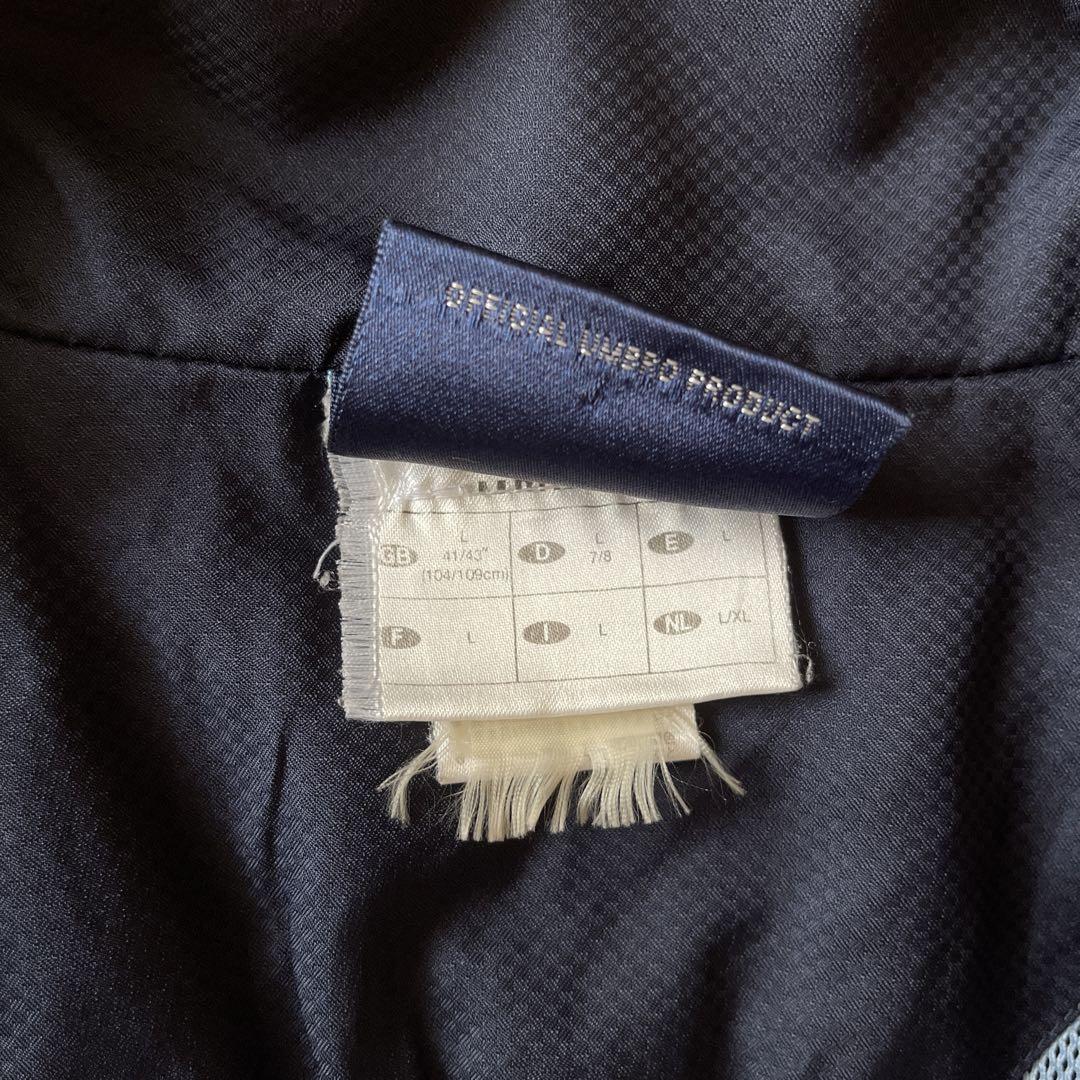 OFFICIAL UMBRO PRODUCT
GB L 41/43" (104/109cm) D L 7/8 E L
F L I L NL L/XL